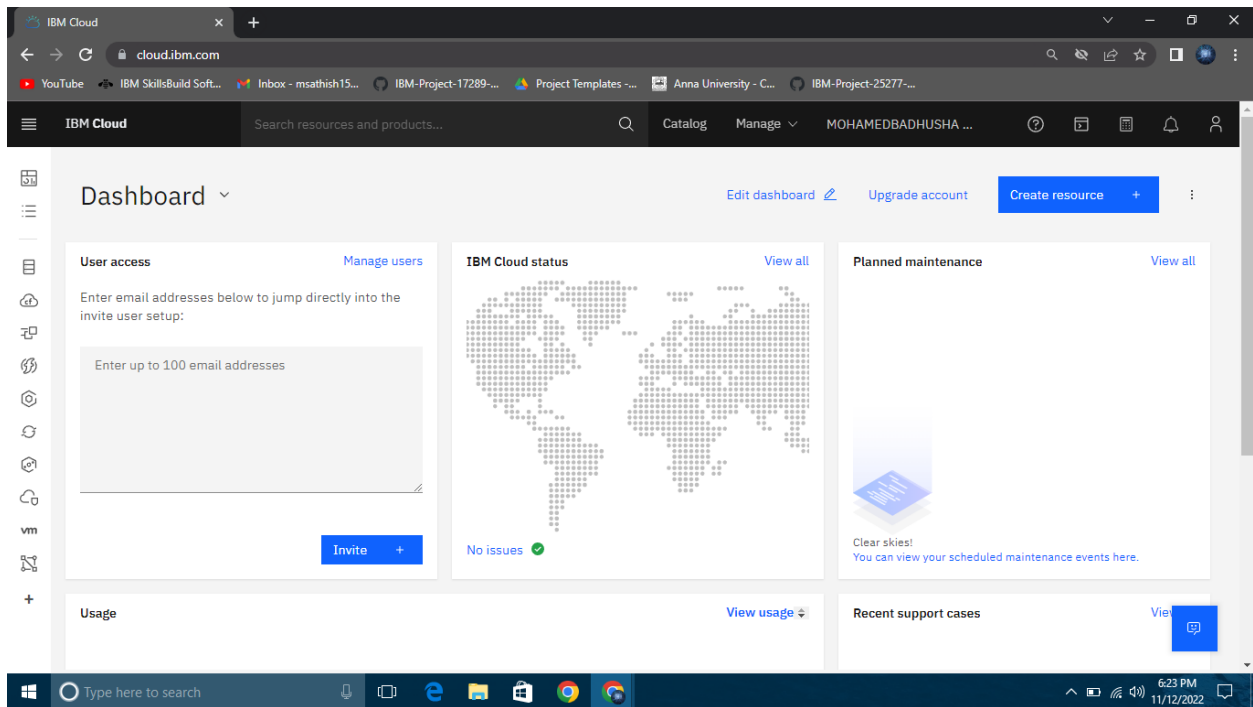 IBM Cloud
cloud.ibm.com
YouTube IBM SkillsBuild Soft... Inbox - msathish15... IBM-Project-17289-... Project Templates -... Anna University - C... IBM-Project-25277-...
IBM Cloud Search resources and products... Catalog Manage MOHAMEDBADHUSHA ...
Dashboard Edit dashboard Upgrade account Create resource +
User access Manage users
Enter email addresses below to jump directly into the
invite user setup:
Enter up to 100 email addresses
Invite +
IBM Cloud status View all
No issues
Planned maintenance View all
Clear skies!
You can view your scheduled maintenance events here.
vm
Usage View usage
Recent support cases
Type here to search
6:23 PM
11/12/2022